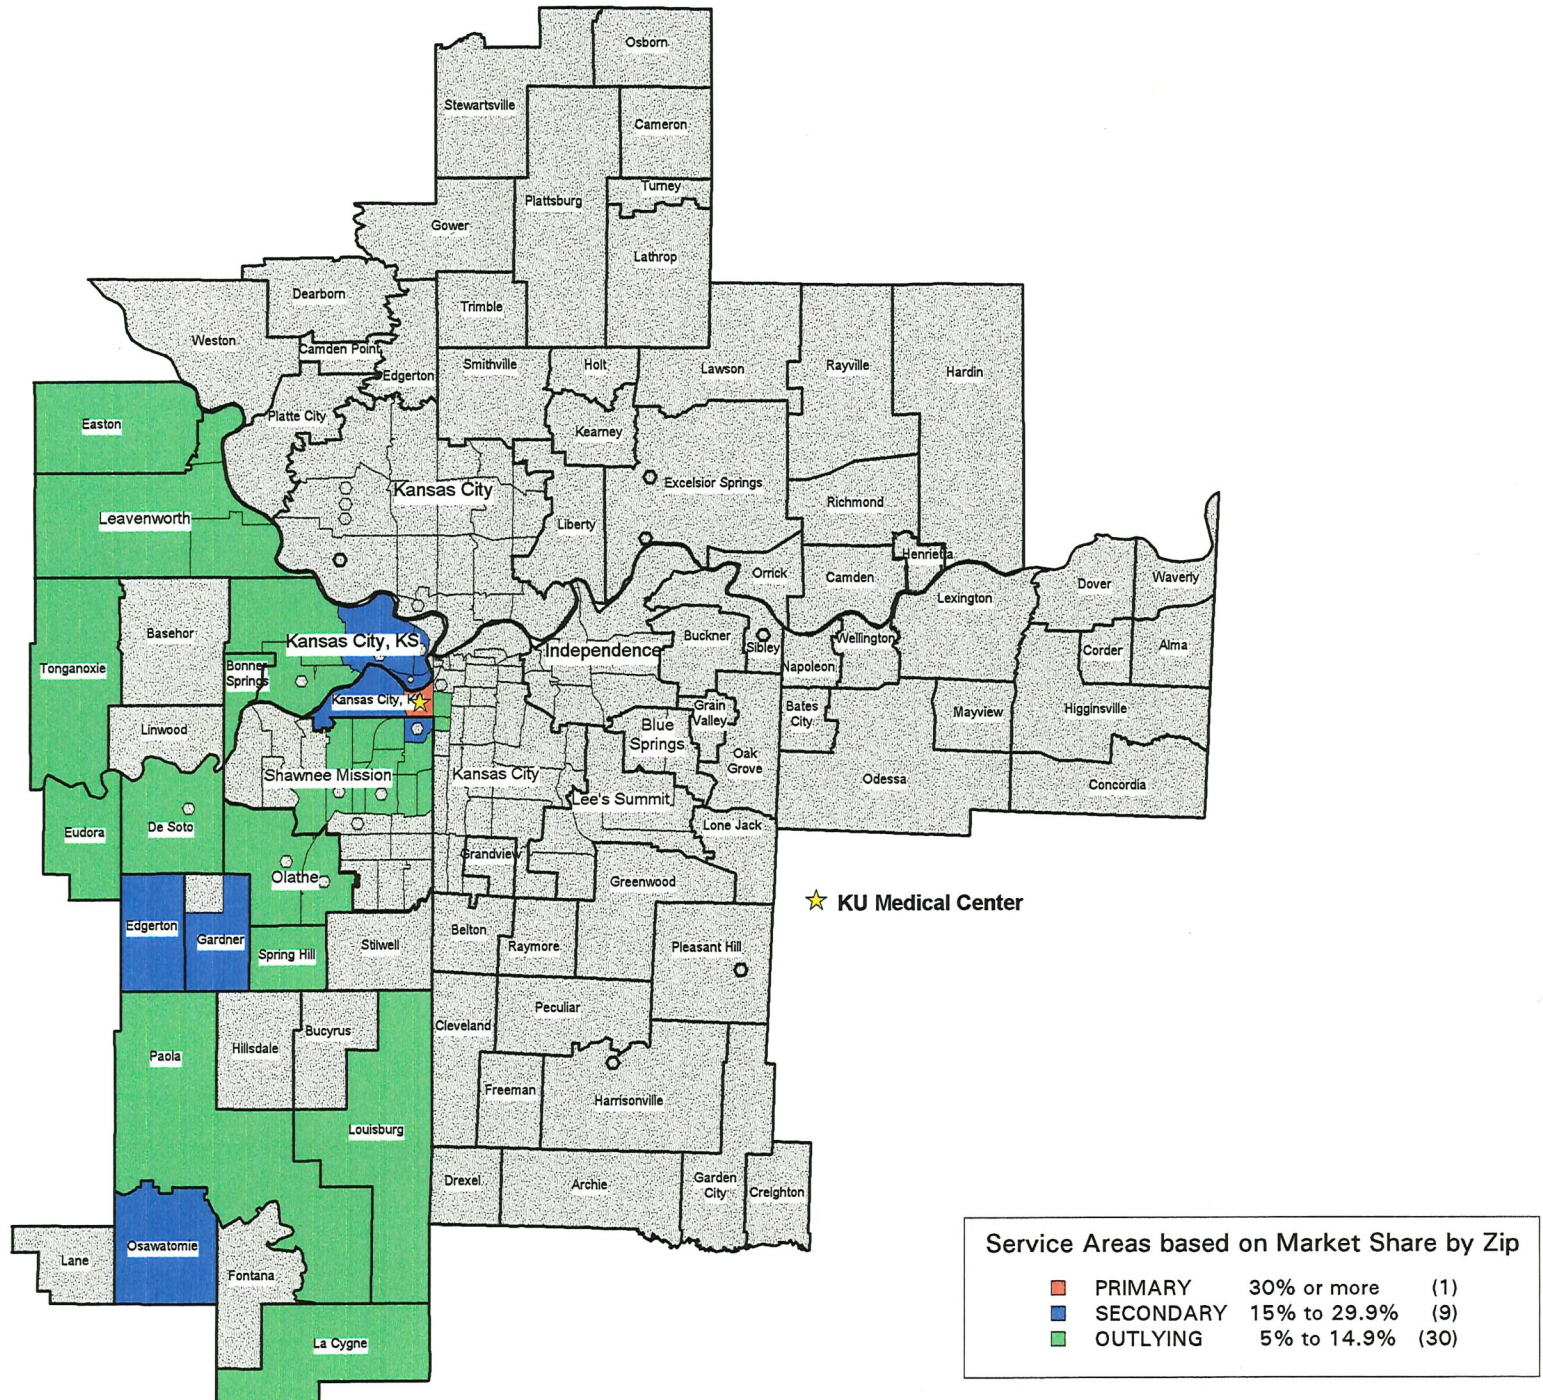 Osborn
Stewartsville
Cameron
Turney
Plattsburg
Gower
Lathrop
Dearborn
Trimble
Weston
Camden Point
Edgerton
Smithville
Holt
Lawson
Rayville
Hardin
Platte City
Easton
Kearney
Kansas City
Excelsior Springs
Richmond
Leavenworth
Liberty
Henrietta
Orrick
Camden
Dover
Waverly
Lexington
Basehor
Kansas City, KS
Independence
Buckner
Sibley
Wellington
Corder
Alma
Tonganoxie
Bonner
Springs
Napoleon
Kansas City, K
Grain
Valley
Bates
City
Mayview
Higginsville
Linwood
Blue
Springs
Oak
Grove
Shawnee Mission
Kansas City
Odessa
Concordia
Lee's Summit
Eudora
De Soto
Lone Jack
Grandview
Olathe
Greenwood
KU Medical Center
Edgerton
Gardner
Belton
Raymore
Pleasant Hill
Spring Hill
Stilwell
Peculiar
Cleveland
Paola
Hillsdale
Bucyrus
Freeman
Harrisonville
Louisburg
Drexel
Archie
Garden
City
Creighton
Lane
Osawatomie
Fontana
La Cygne
Service Areas based on Market Share by Zip
PRIMARY 30% or more (1)
SECONDARY 15% to 29.9% (9)
OUTLYING 5% to 14.9% (30)